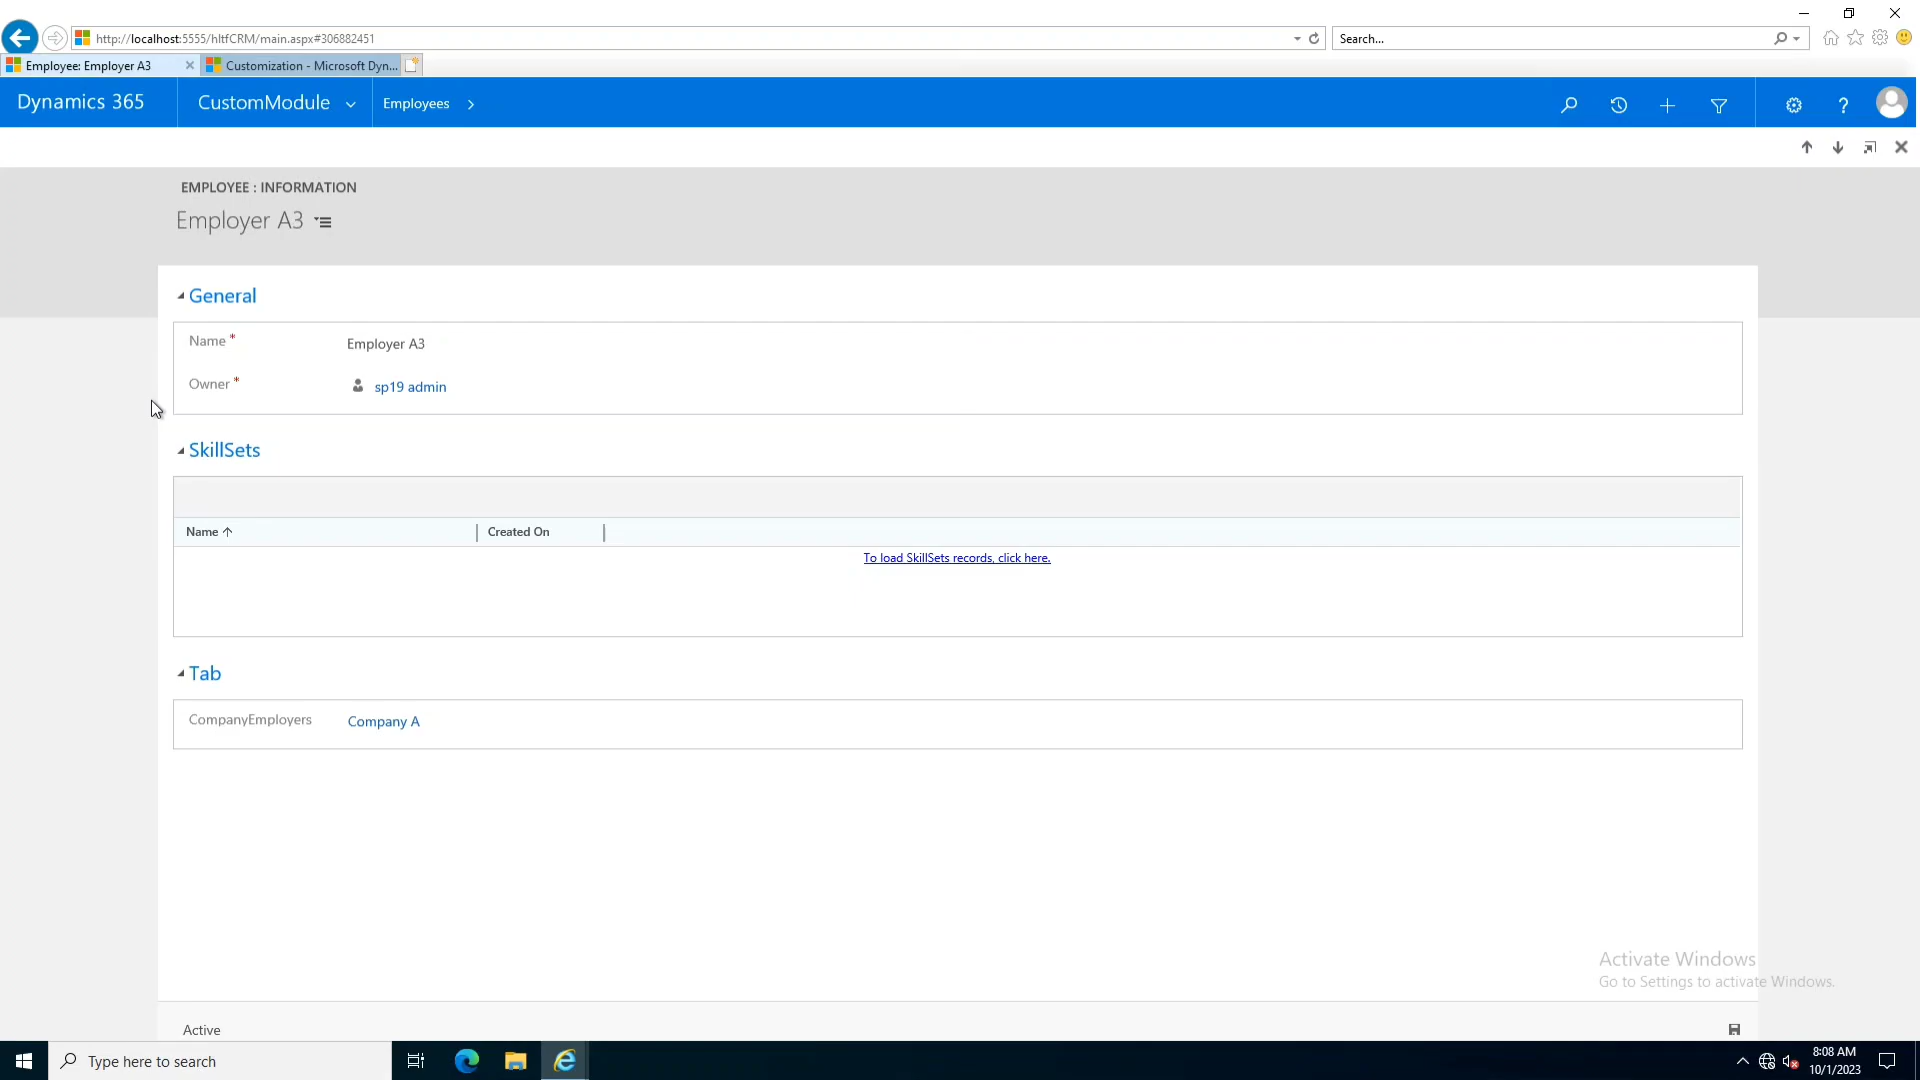 http://localhost:5555/hltfCRM/main.aspx#306882451
Search...
Employee: Employer A3
Customization - Microsoft Dyn...
Dynamics 365
CustomModule
Employees
EMPLOYEE : INFORMATION
Employer A3
General
Name *
Employer A3
Owner *
sp19 admin
SkillSets
Name
Created On
To load SkillSets records, click here.
Tab
CompanyEmployers
Company A
Activate Windows
Go to Settings to activate Windows.
Active
Type here to search
8:08 AM
10/1/2023